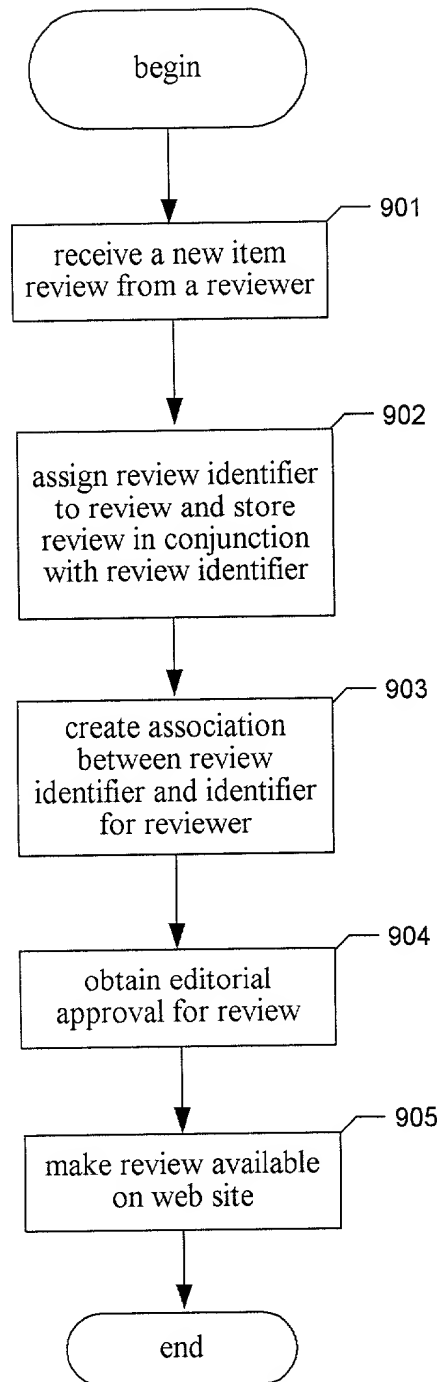 begin
901
receive a new item
review from a reviewer
902
assign review identifier
to review and store
review in conjunction
with review identifier
903
create association
between review
identifier and identifier
for reviewer
904
obtain editorial
approval for review
905
make review available
on web site
end